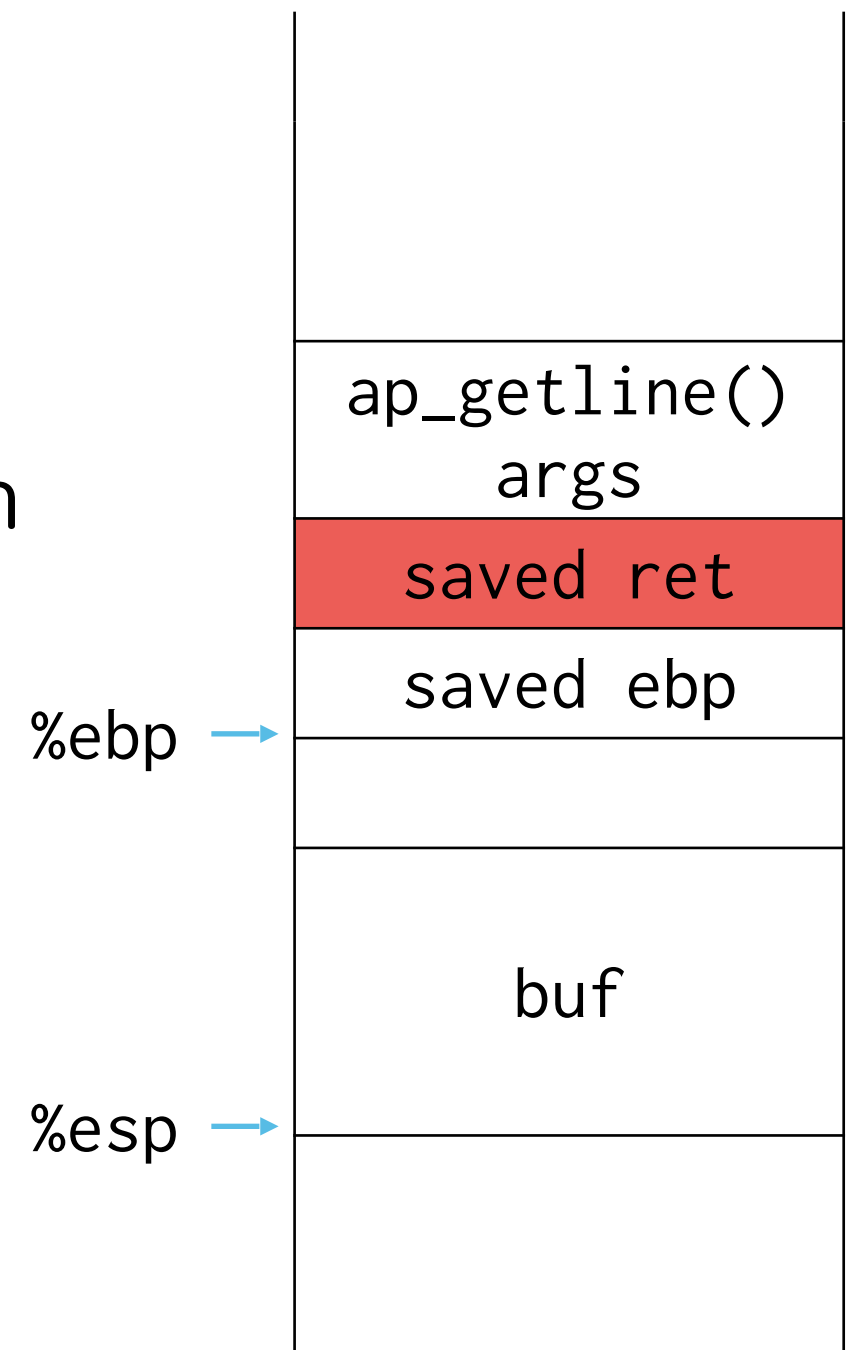 ap_getline()
args
n
saved ret
saved ebp
%ebp
buf
%esp